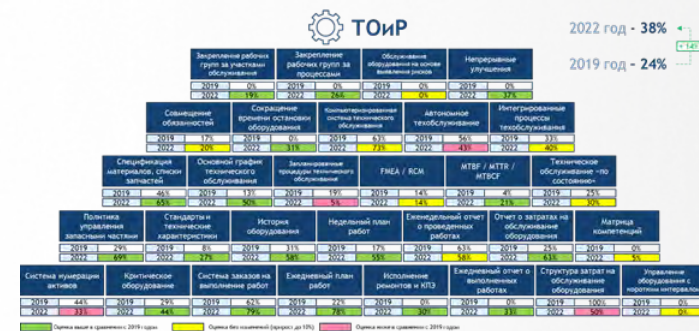 ТОиР
2022 год - 38%
2019 год - 24%
Закрепление рабочих групп за участками обслуживания
Закрепление рабочих групп за процессами
Обслуживание оборудования на основе выявления рисков
Непрерывные улучшения
2019 0% 2019 0% 2019 0% 2019 0%
2022 19% 2022 26% 2022 0% 2022 37%
Совмещение обязанностей
Сокращение времени остановки оборудования
Компьютеризированная система технического обслуживания
Автономное техобслуживание
Интегрированные процессы техобслуживания
2019 17% 2019 0% 2019 63% 2019 56% 2019 33%
2022 20% 2022 31% 2022 73% 2022 43% 2022 40%
Спецификация материалов, списки запчастей
Основной график технического обслуживания
Запланированные процедуры технического обслуживания
FMEA / RCM
MTBF / MTTR / MTBCF
Техническое обслуживание «по состоянию»
2019 46% 2019 13% 2019 19% 2019 14% 2019 4% 2019 25%
2022 65% 2022 50% 2022 5% 2022 14% 2022 21% 2022 30%
Политика управления запасными частями
Стандарты и технические характеристики
История оборудования
Недельный план работ
Еженедельный отчет о проведенных работах
Отчет о затратах на обслуживание оборудования
Матрица компетенций
2019 29% 2019 8% 2019 31% 2019 17% 2019 63% 2019 25% 2019 0%
2022 69% 2022 27% 2022 58% 2022 55% 2022 58% 2022 63% 2022 5%
Система нумерации активов
Критическое оборудование
Система заказов на выполнение работ
Ежедневный план работ
Исполнение ремонтов и КПЭ
Ежедневный отчет о выполненных работах
Структура затрат на обслуживание оборудования
Управление оборудования с коротким интервалом
2019 44% 2019 29% 2019 62% 2019 22% 2019 0% 2019 0% 2019 100% 2019 0%
2022 33% 2022 44% 2022 79% 2022 78% 2022 30% 2022 33% 2022 50% 2022 0%
Оценка выше в сравнении с 2019 годом
Оценка без изменений (прирост до 10%)
Оценка ниже в сравнении с 2019 годом